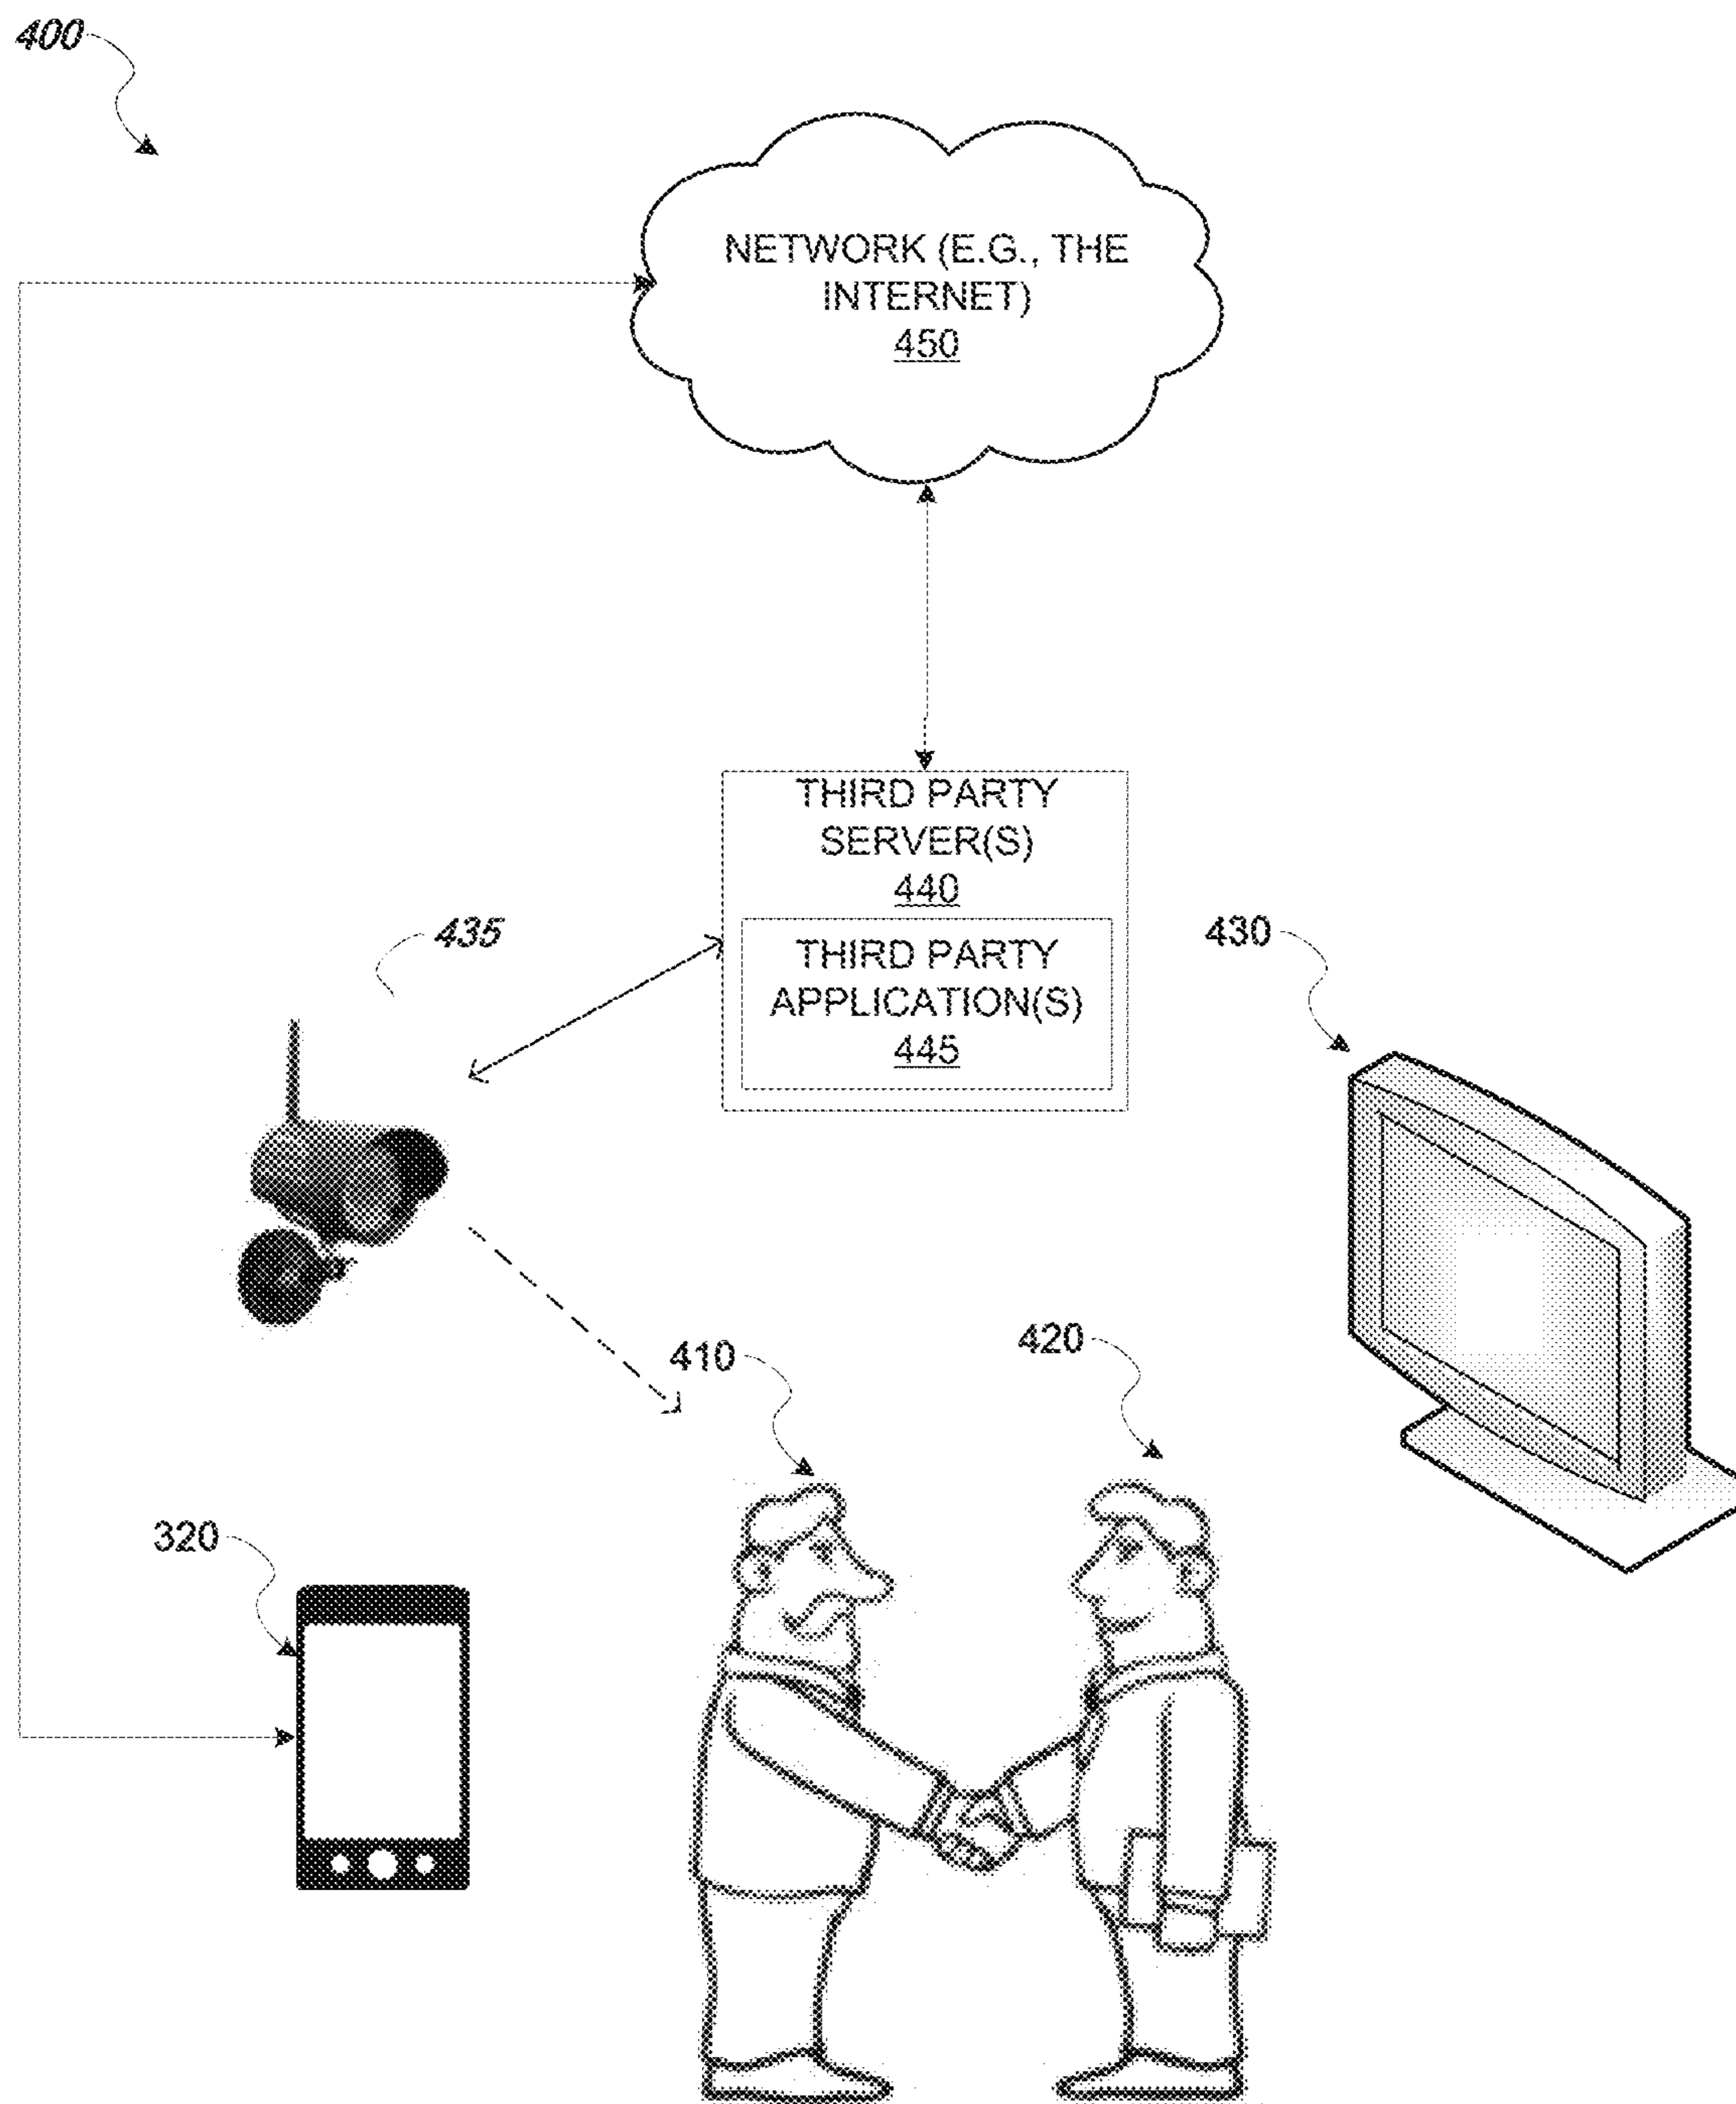 400
NETWORK (E.G., THE
INTERNET)
450
THIRD PARTY
SERVER(S)
440
THIRD PARTY
APPLICATION(S)
445
435
430
410
420
320